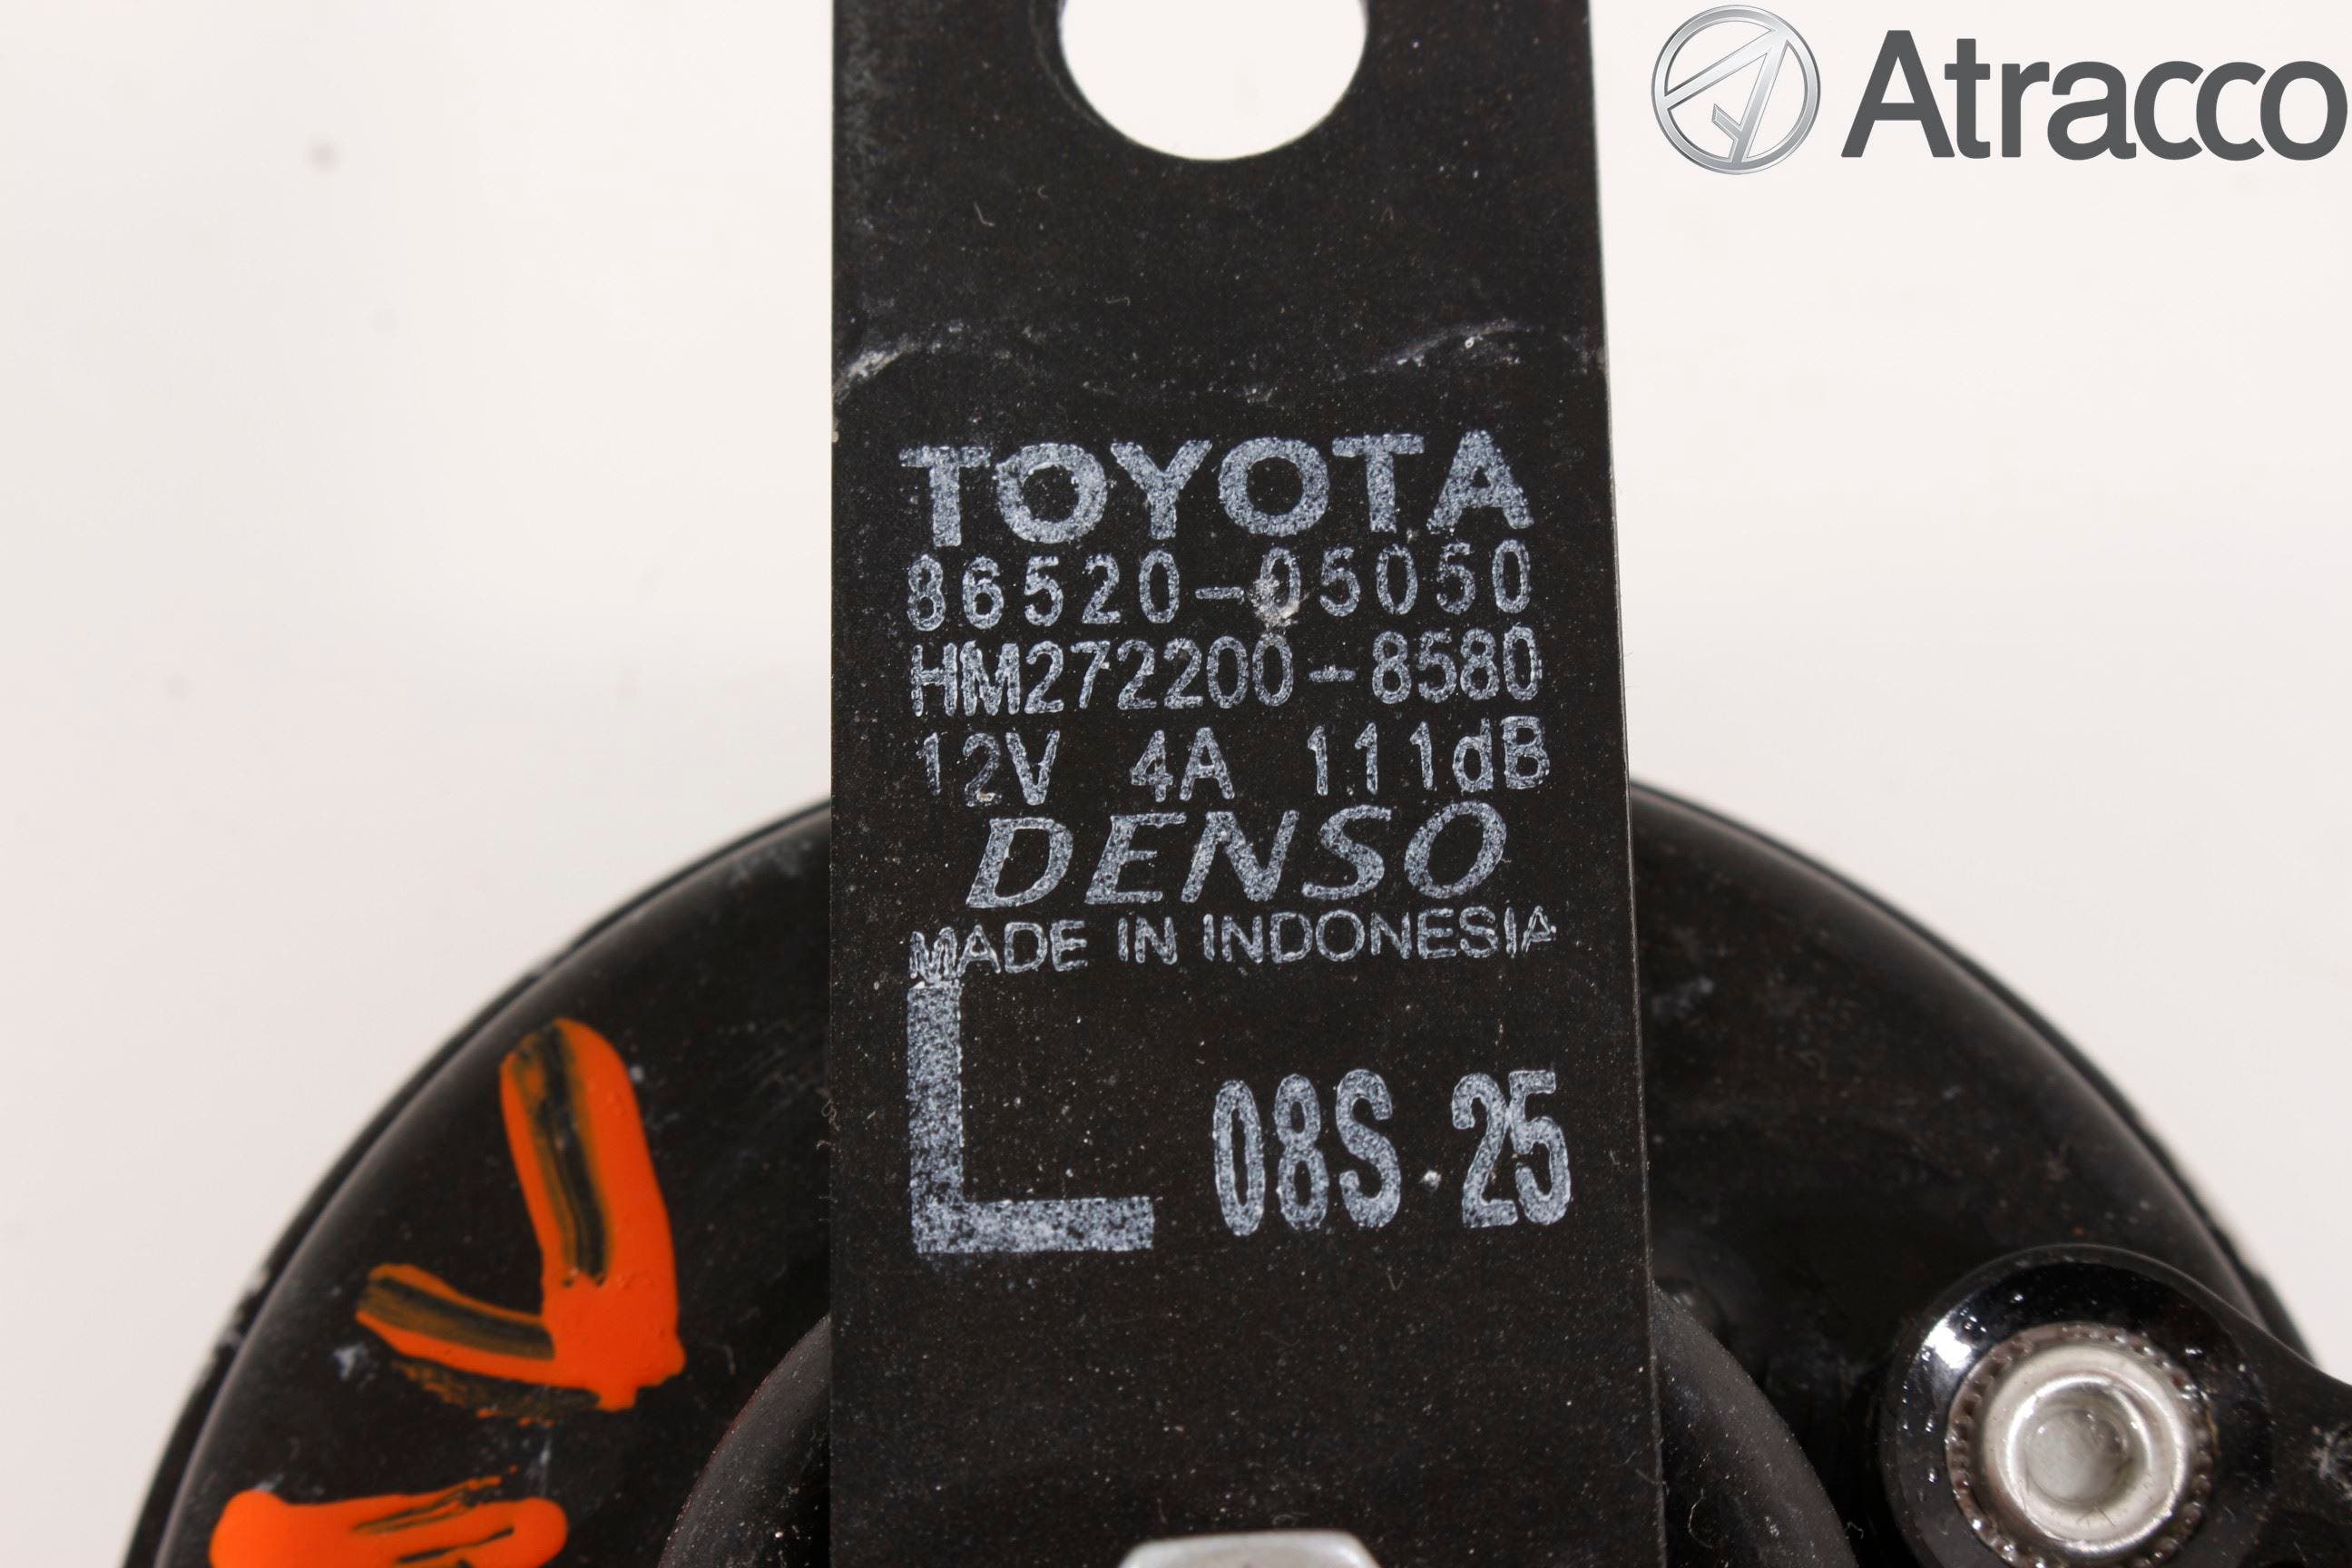 Atracco
TOYOTA
86520-05050
HM272200-8580
12V 4A 111dB
DENSO
MADE IN INDONESIA
L 08S 25